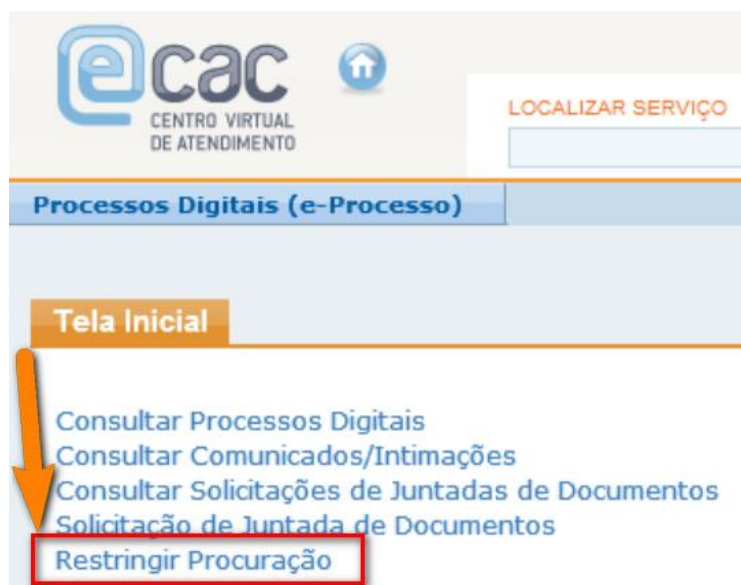 ecac
CENTRO VIRTUAL
DE ATENDIMENTO
LOCALIZAR SERVIÇO
Processos Digitais (e-Processo)
Tela Inicial
Consultar Processos Digitais
Consultar Comunicados/Intimações
Consultar Solicitações de Juntadas de Documentos
Solicitação de Juntada de Documentos
Restringir Procuração